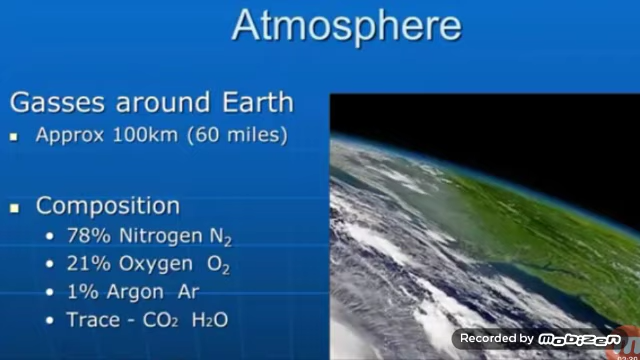 Atmosphere
Gasses around Earth
Approx 100km (60 miles)
Composition
78% Nitrogen N₂
21% Oxygen O₂
1% Argon Ar
Trace - CO₂ H₂O
Recorded by mobizen